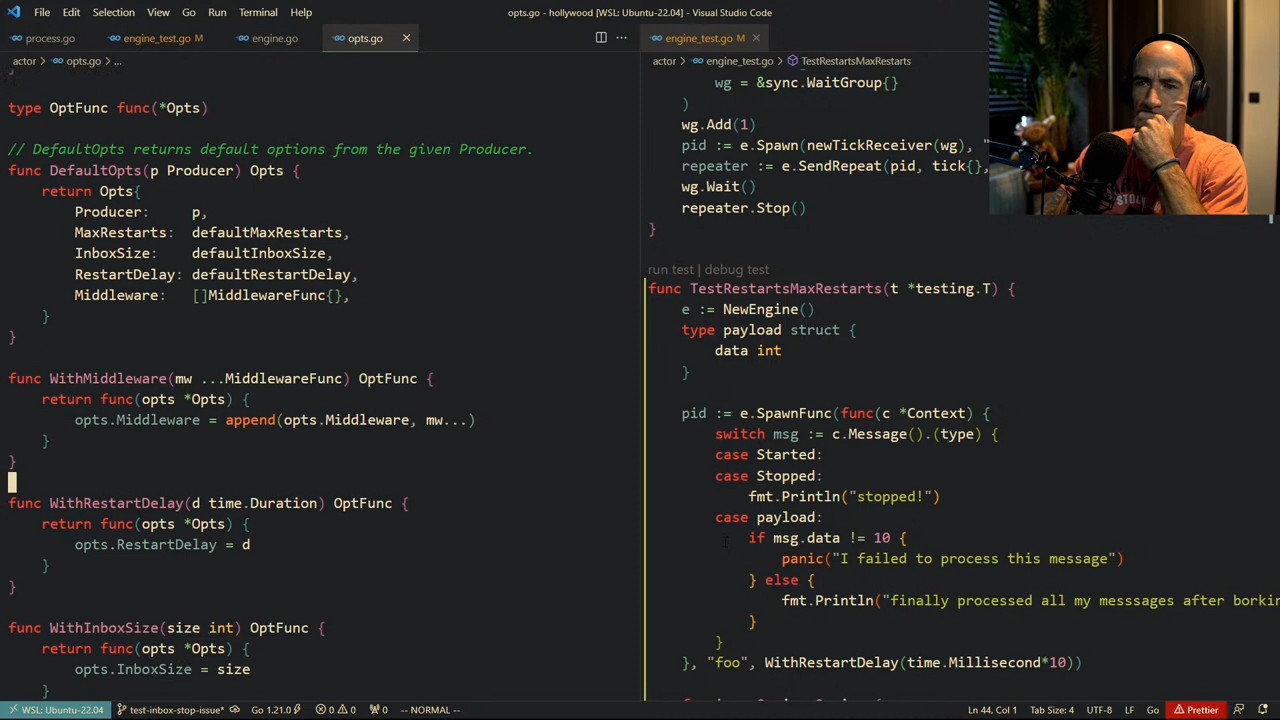 File Edit Selection View Go Run Terminal Help
opts.go - hollywood [WSL: Ubuntu-22.04] - Visual Studio Code
process.go
engine_test.go M
engine.go
opts.go
actor > opts.go > ...
type OptFunc func(*Opts)
// DefaultOpts returns default options from the given Producer.
func DefaultOpts(p Producer) Opts {
return Opts{
Producer: p,
MaxRestarts: defaultMaxRestarts,
InboxSize: defaultInboxSize,
RestartDelay: defaultRestartDelay,
Middleware: []MiddlewareFunc{},
}
}
func WithMiddleware(mw ...MiddlewareFunc) OptFunc {
return func(opts *Opts) {
opts.Middleware = append(opts.Middleware, mw...)
}
}
func WithRestartDelay(d time.Duration) OptFunc {
return func(opts *Opts) {
opts.RestartDelay = d
}
}
func WithInboxSize(size int) OptFunc {
return func(opts *Opts) {
opts.InboxSize = size
}
engine_test.go M
actor > engine_test.go > TestRestartsMaxRestarts
wg = &sync.WaitGroup{}
)
wg.Add(1)
pid := e.Spawn(newTickReceiver(wg), "
repeater := e.SendRepeat(pid, tick{},
wg.Wait()
repeater.Stop()
}
run test | debug test
func TestRestartsMaxRestarts(t *testing.T) {
e := NewEngine()
type payload struct {
data int
}
pid := e.SpawnFunc(func(c *Context) {
switch msg := c.Message().(type) {
case Started:
case Stopped:
fmt.Println("stopped!")
case payload:
if msg.data != 10 {
panic("I failed to process this message")
} else {
fmt.Println("finally processed all my messsages after borkin
}
}
}, "foo", WithRestartDelay(time.Millisecond*10))
WSL: Ubuntu-22.04 test-inbox-stop-issue* Go 1.21.0 0 0 0 -- NORMAL -- Ln 44, Col 1 Tab Size: 4 UTF-8 LF Go Prettier